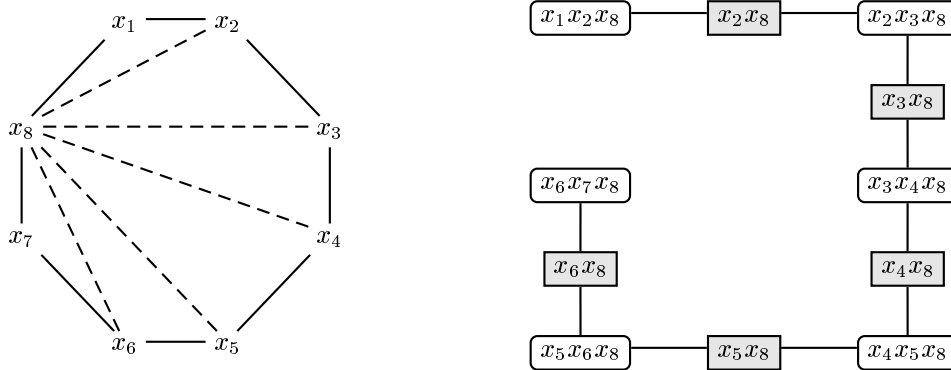 x₁ x₂
x₈ x₃
x₇ x₄
x₆ x₅
x₁x₂x₈ x₂x₈ x₂x₃x₈
x₃x₈
x₆x₇x₈ x₃x₄x₈
x₆x₈ x₄x₈
x₅x₆x₈ x₅x₈ x₄x₅x₈